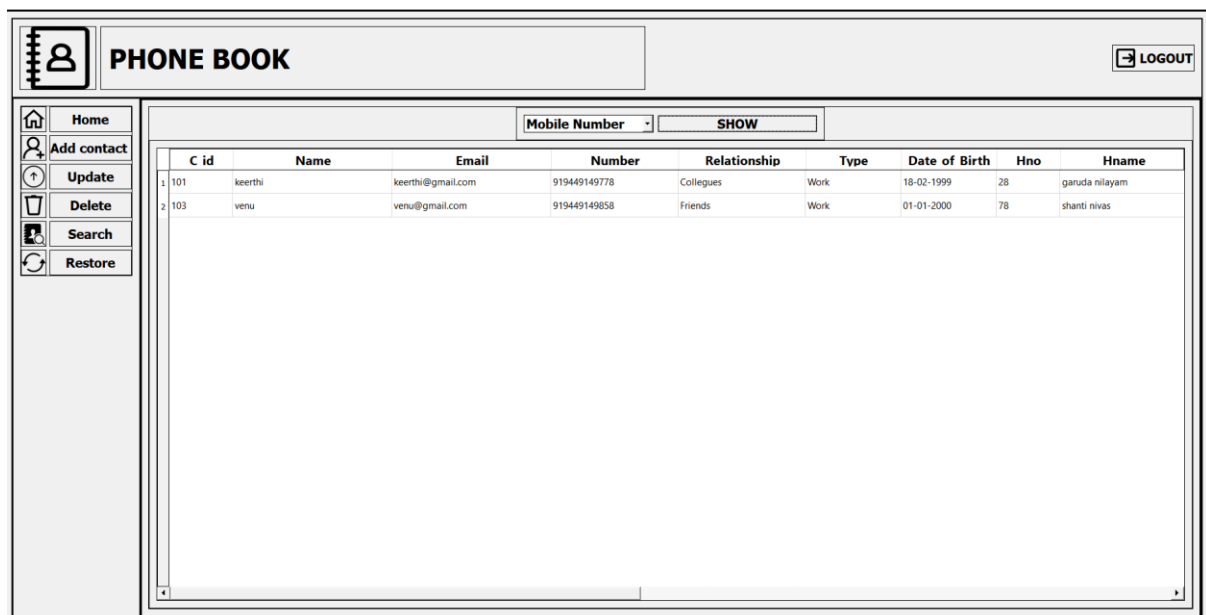 PHONE BOOK
LOGOUT
Home
Add contact
Update
Delete
Search
Restore
Mobile Number SHOW
C id Name Email Number Relationship Type Date of Birth Hno Hname
1 101 keerthi keerthi@gmail.com 919449149778 Collegues Work 18-02-1999 28 garuda nilayam
2 103 venu venu@gmail.com 919449149858 Friends Work 01-01-2000 78 shanti nivas